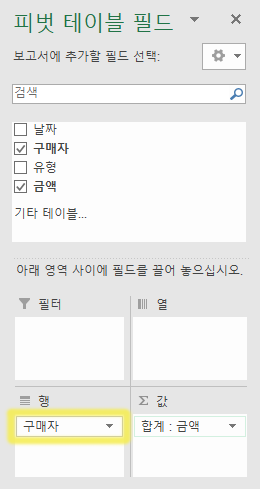 피벗 테이블 필드
보고서에 추가할 필드 선택:
검색
날짜
구매자
유형
금액
기타 테이블...
아래 영역 사이에 필드를 끌어 놓으십시오.
필터
열
행
Σ 값
구매자
합계 : 금액